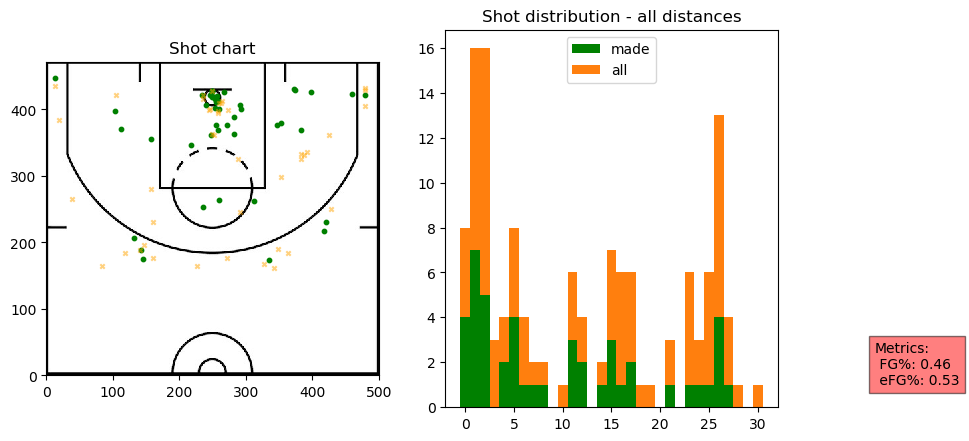 Shot chart
Shot distribution - all distances
made
all
400
300
200
100
0
0 100 200 300 400 500
16
14
12
10
8
6
4
2
0
0 5 10 15 20 25 30
Metrics:
FG%: 0.46
eFG%: 0.53